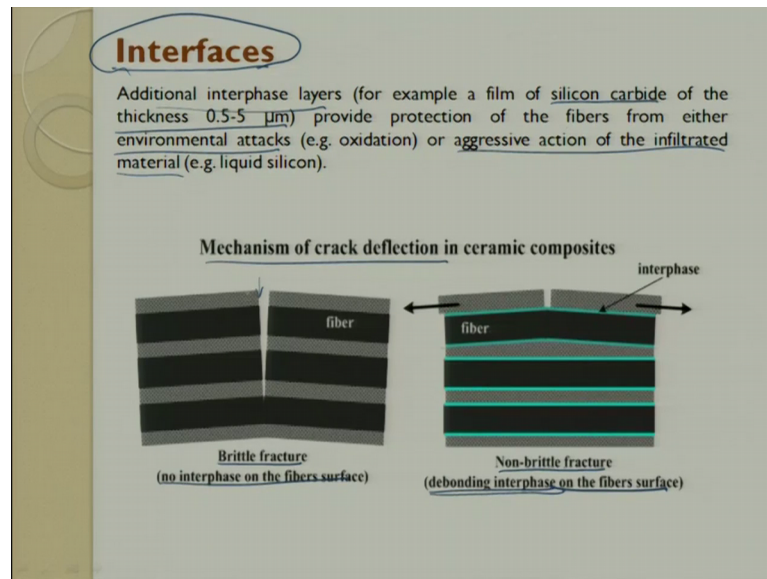 Interfaces
Additional interphase layers (for example a film of silicon carbide of the
thickness 0.5-5 μm) provide protection of the fibers from either
environmental attacks (e.g. oxidation) or aggressive action of the infiltrated
material (e.g. liquid silicon).
Mechanism of crack deflection in ceramic composites
interphase
fiber
fiber
Brittle fracture
(no interphase on the fibers surface)
Non-brittle fracture
(debonding interphase on the fibers surface)